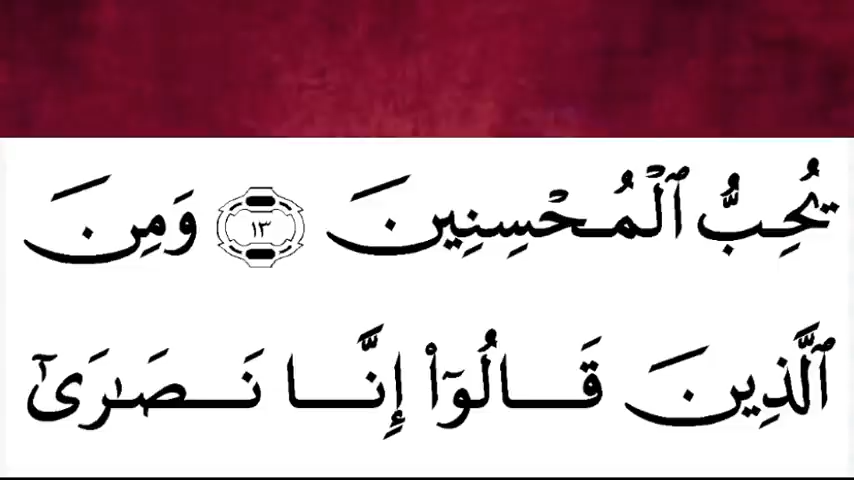 يُحِبُّ ٱلْمُحْسِنِينَ ١٣ وَمِنَ
ٱلَّذِينَ قَالُوٓا۟ إِنَّا نَصَـٰرَىٰٓ